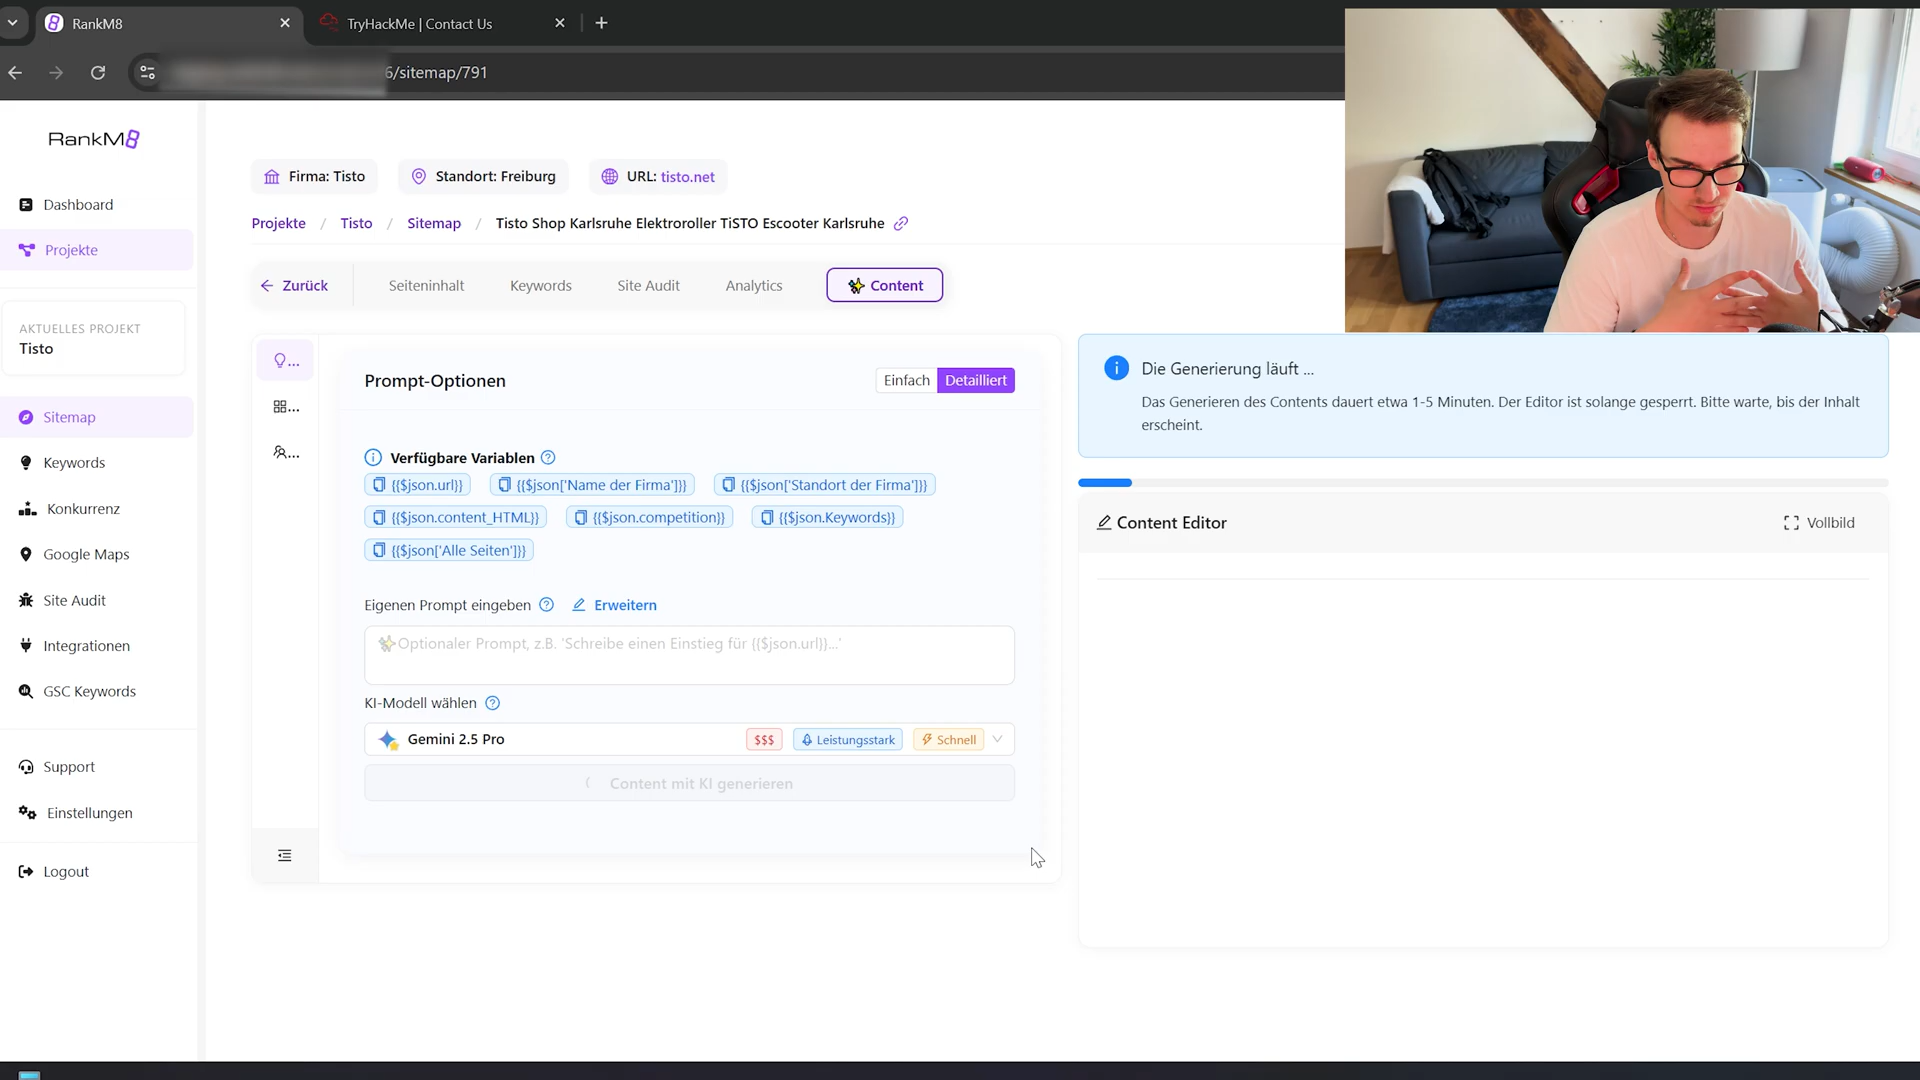 RankM8
TryHackMe | Contact Us
6/sitemap/791
RankM8
Dashboard
Projekte
AKTUELLES PROJEKT
Tisto
Sitemap
Keywords
Konkurrenz
Google Maps
Site Audit
Integrationen
GSC Keywords
Support
Einstellungen
Logout
Firma: Tisto
Standort: Freiburg
URL: tisto.net
Projekte / Tisto / Sitemap / Tisto Shop Karlsruhe Elektroroller TiSTO Escooter Karlsruhe
Zurück
Seiteninhalt
Keywords
Site Audit
Analytics
Content
Prompt-Optionen
Einfach
Detailliert
Verfügbare Variablen
{{$json.url}}
{{$json['Name der Firma']}}
{{$json['Standort der Firma']}}
{{$json.content_HTML}}
{{$json.competition}}
{{$json.Keywords}}
{{$json['Alle Seiten']}}
Eigenen Prompt eingeben
Erweitern
Optionaler Prompt, z.B. 'Schreibe einen Einstieg für {{$json.url}}...'
KI-Modell wählen
Gemini 2.5 Pro
$$$
Leistungsstark
Schnell
Content mit KI generieren
Die Generierung läuft ...
Das Generieren des Contents dauert etwa 1-5 Minuten. Der Editor ist solange gesperrt. Bitte warte, bis der Inhalt
erscheint.
Content Editor
Vollbild